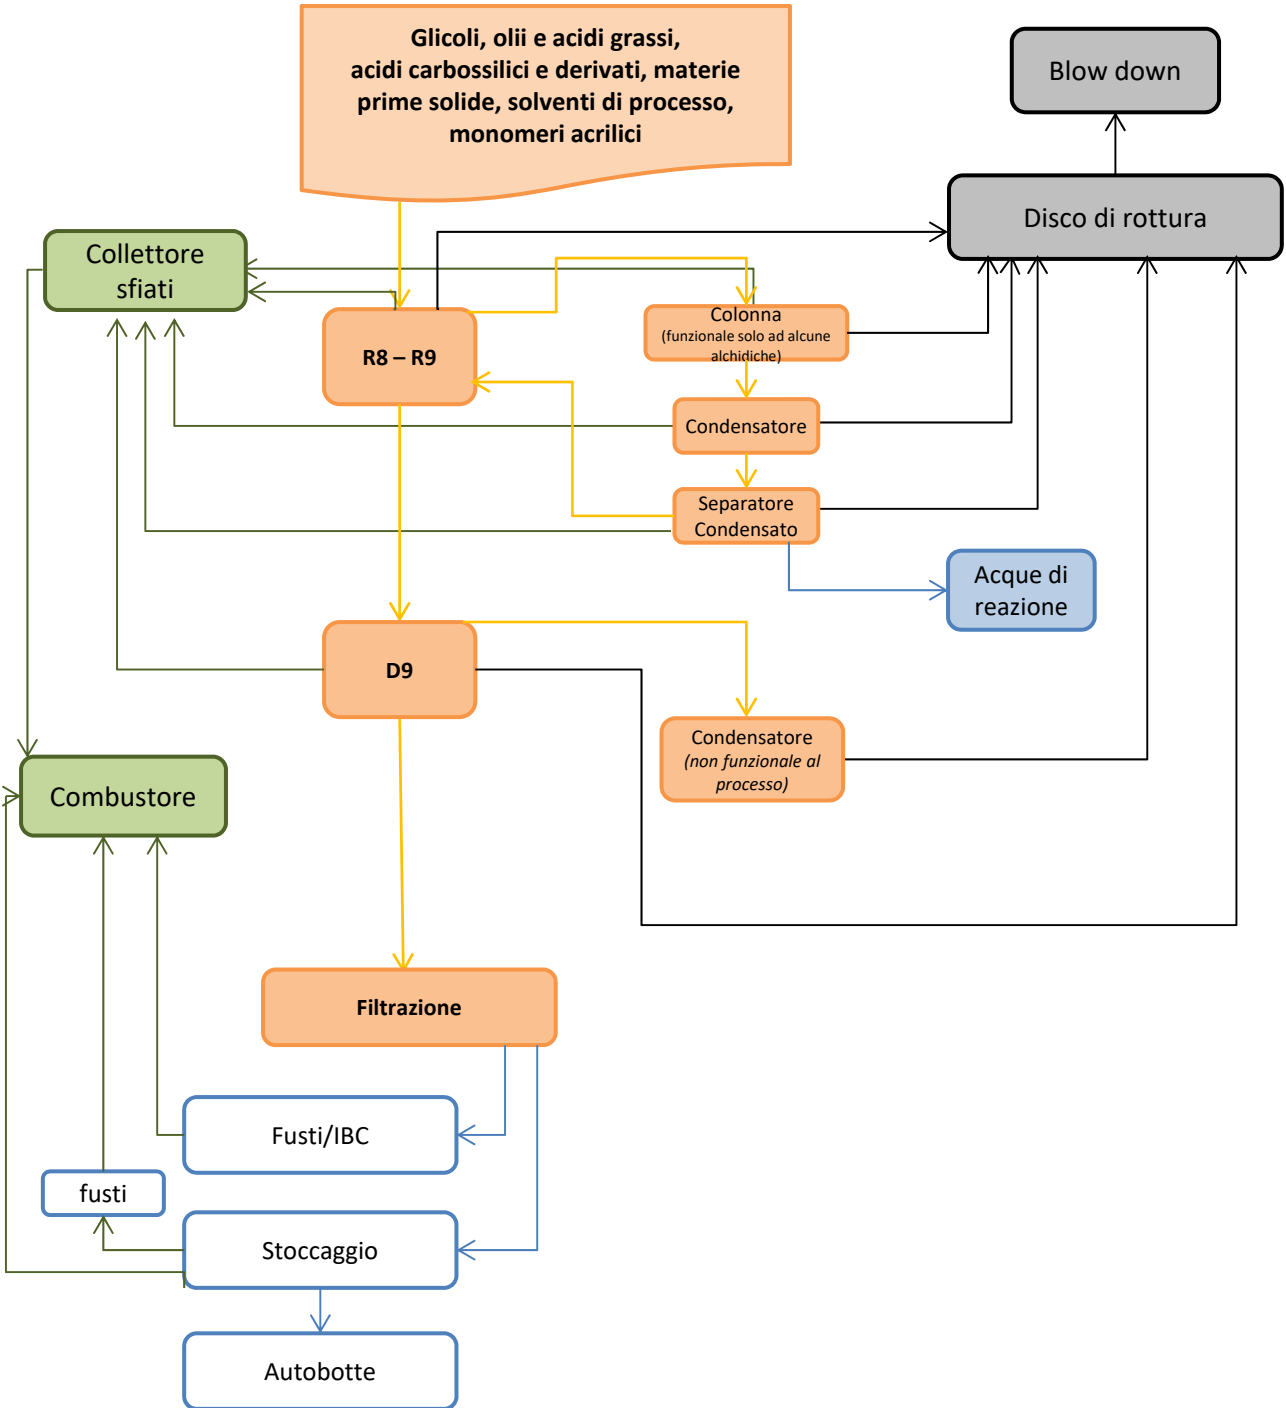 Glicoli, olii e acidi grassi,
acidi carbossilici e derivati, materie
prime solide, solventi di processo,
monomeri acrilici
Blow down
Disco di rottura
Collettore
sfiati
R8 – R9
Colonna
(funzionale solo ad alcune
alchidiche)
Condensatore
Separatore
Condensato
Acque di
reazione
D9
Condensatore
(non funzionale al
processo)
Combustore
Filtrazione
Fusti/IBC
fusti
Stoccaggio
Autobotte